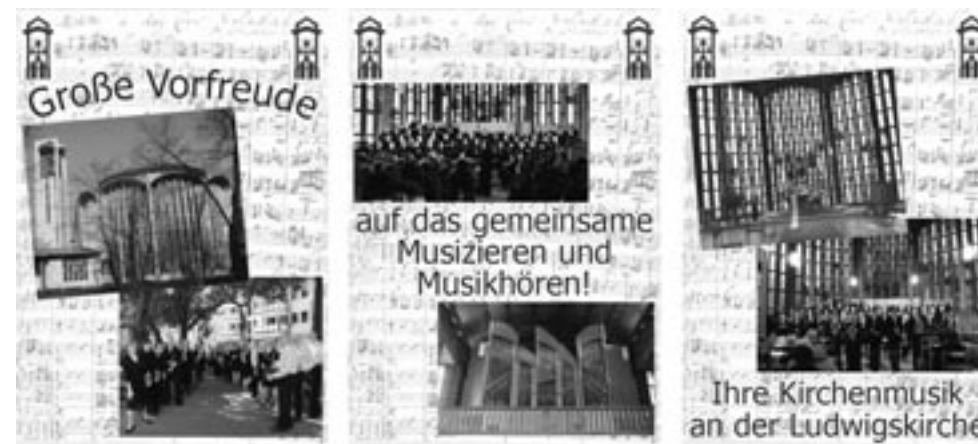 Große Vorfreude
auf das gemeinsame
Musizieren und
Musikhören!
Ihre Kirchenmusik
an der Ludwigskirche